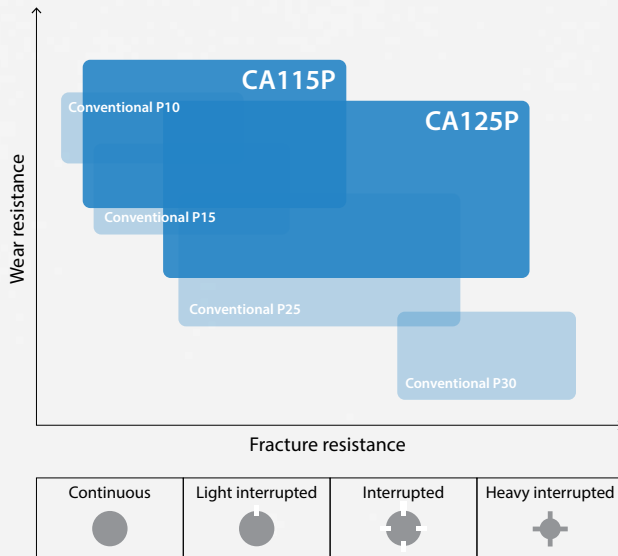 CA115P
Conventional P10
CA125P
Wear resistance
Conventional P15
Conventional P25
Conventional P30
Fracture resistance
Continuous
Light interrupted
Interrupted
Heavy interrupted